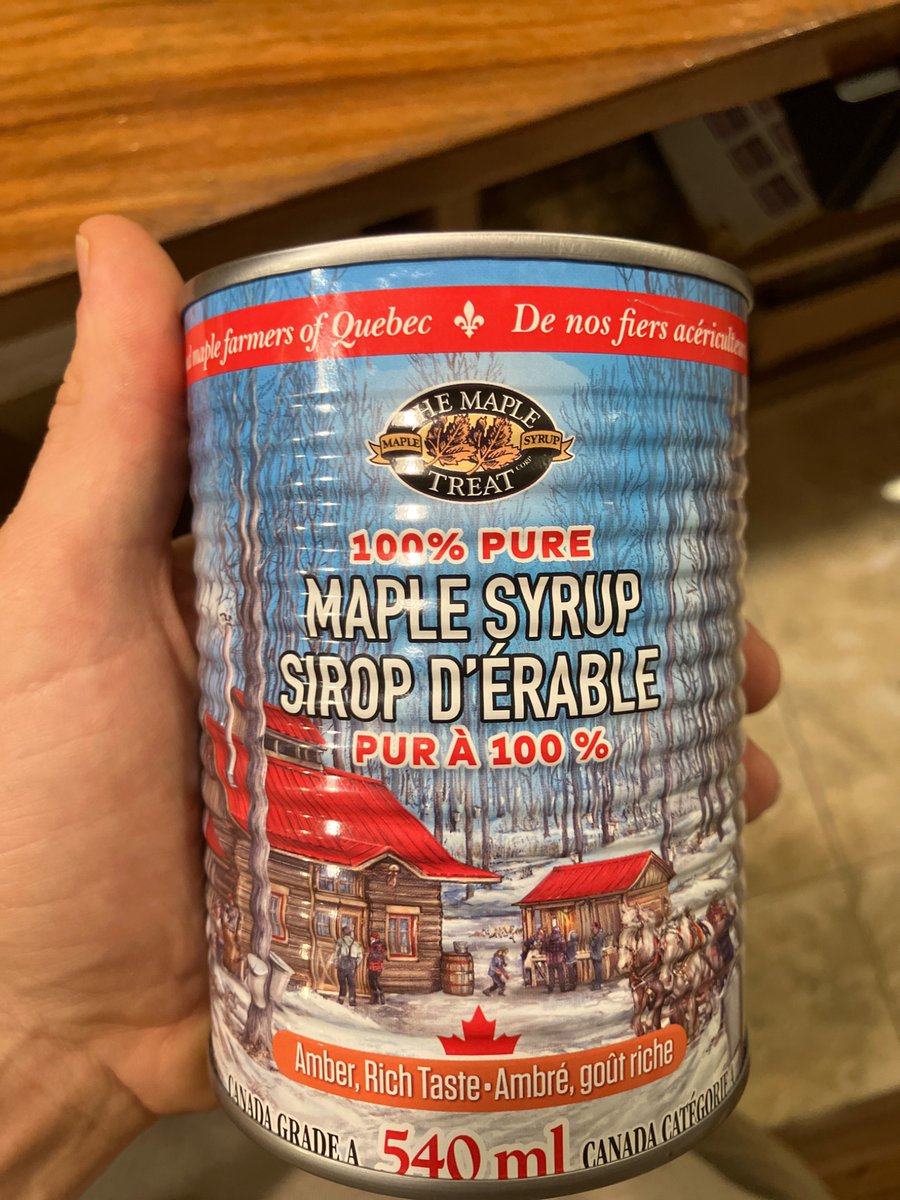 maple farmers of Quebec ⚜ De nos fiers
THE MAPLE
MAPLE SYRUP
TREAT CORP
100% PURE
MAPLE SYRUP
SIROP D'ÉRABLE
PUR À 100 %
Amber, Rich Taste • Ambré, goût riche
CANADA GRADE A 540 ml CANADA CATÉGORIE A